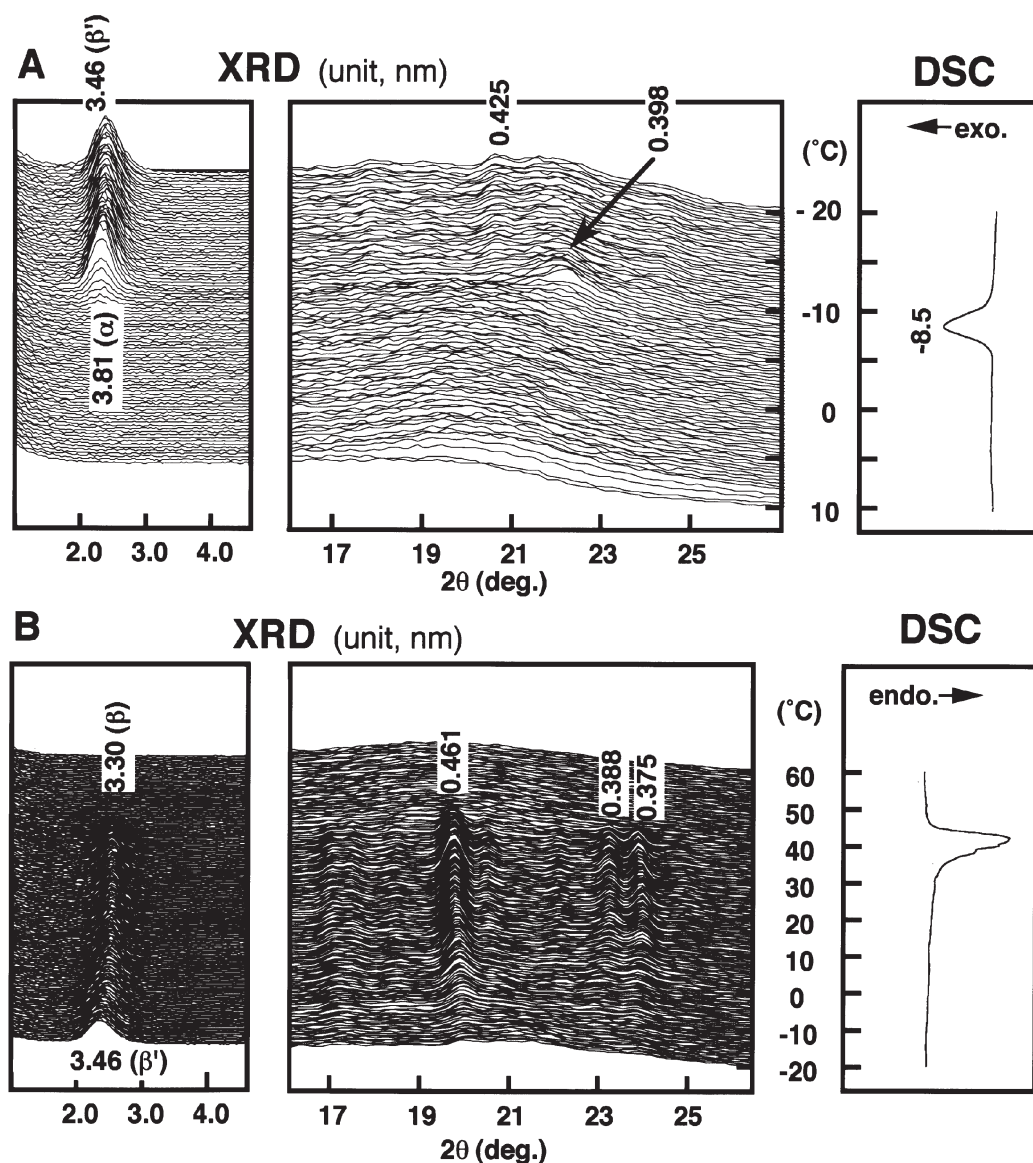 A
XRD (unit, nm)
DSC
3.46 (β')
3.81 (α)
0.425
0.398
(˚C)
←exo.
- 20
-10
0
10
-8.5
2.0 3.0 4.0
17 19 21 23 25
2θ (deg.)
B
XRD (unit, nm)
DSC
3.30 (β)
3.46 (β')
0.461
0.388
0.375
(˚C)
endo.→
60
50
40
30
20
10
0
-10
-20
2.0 3.0 4.0
17 19 21 23 25
2θ (deg.)